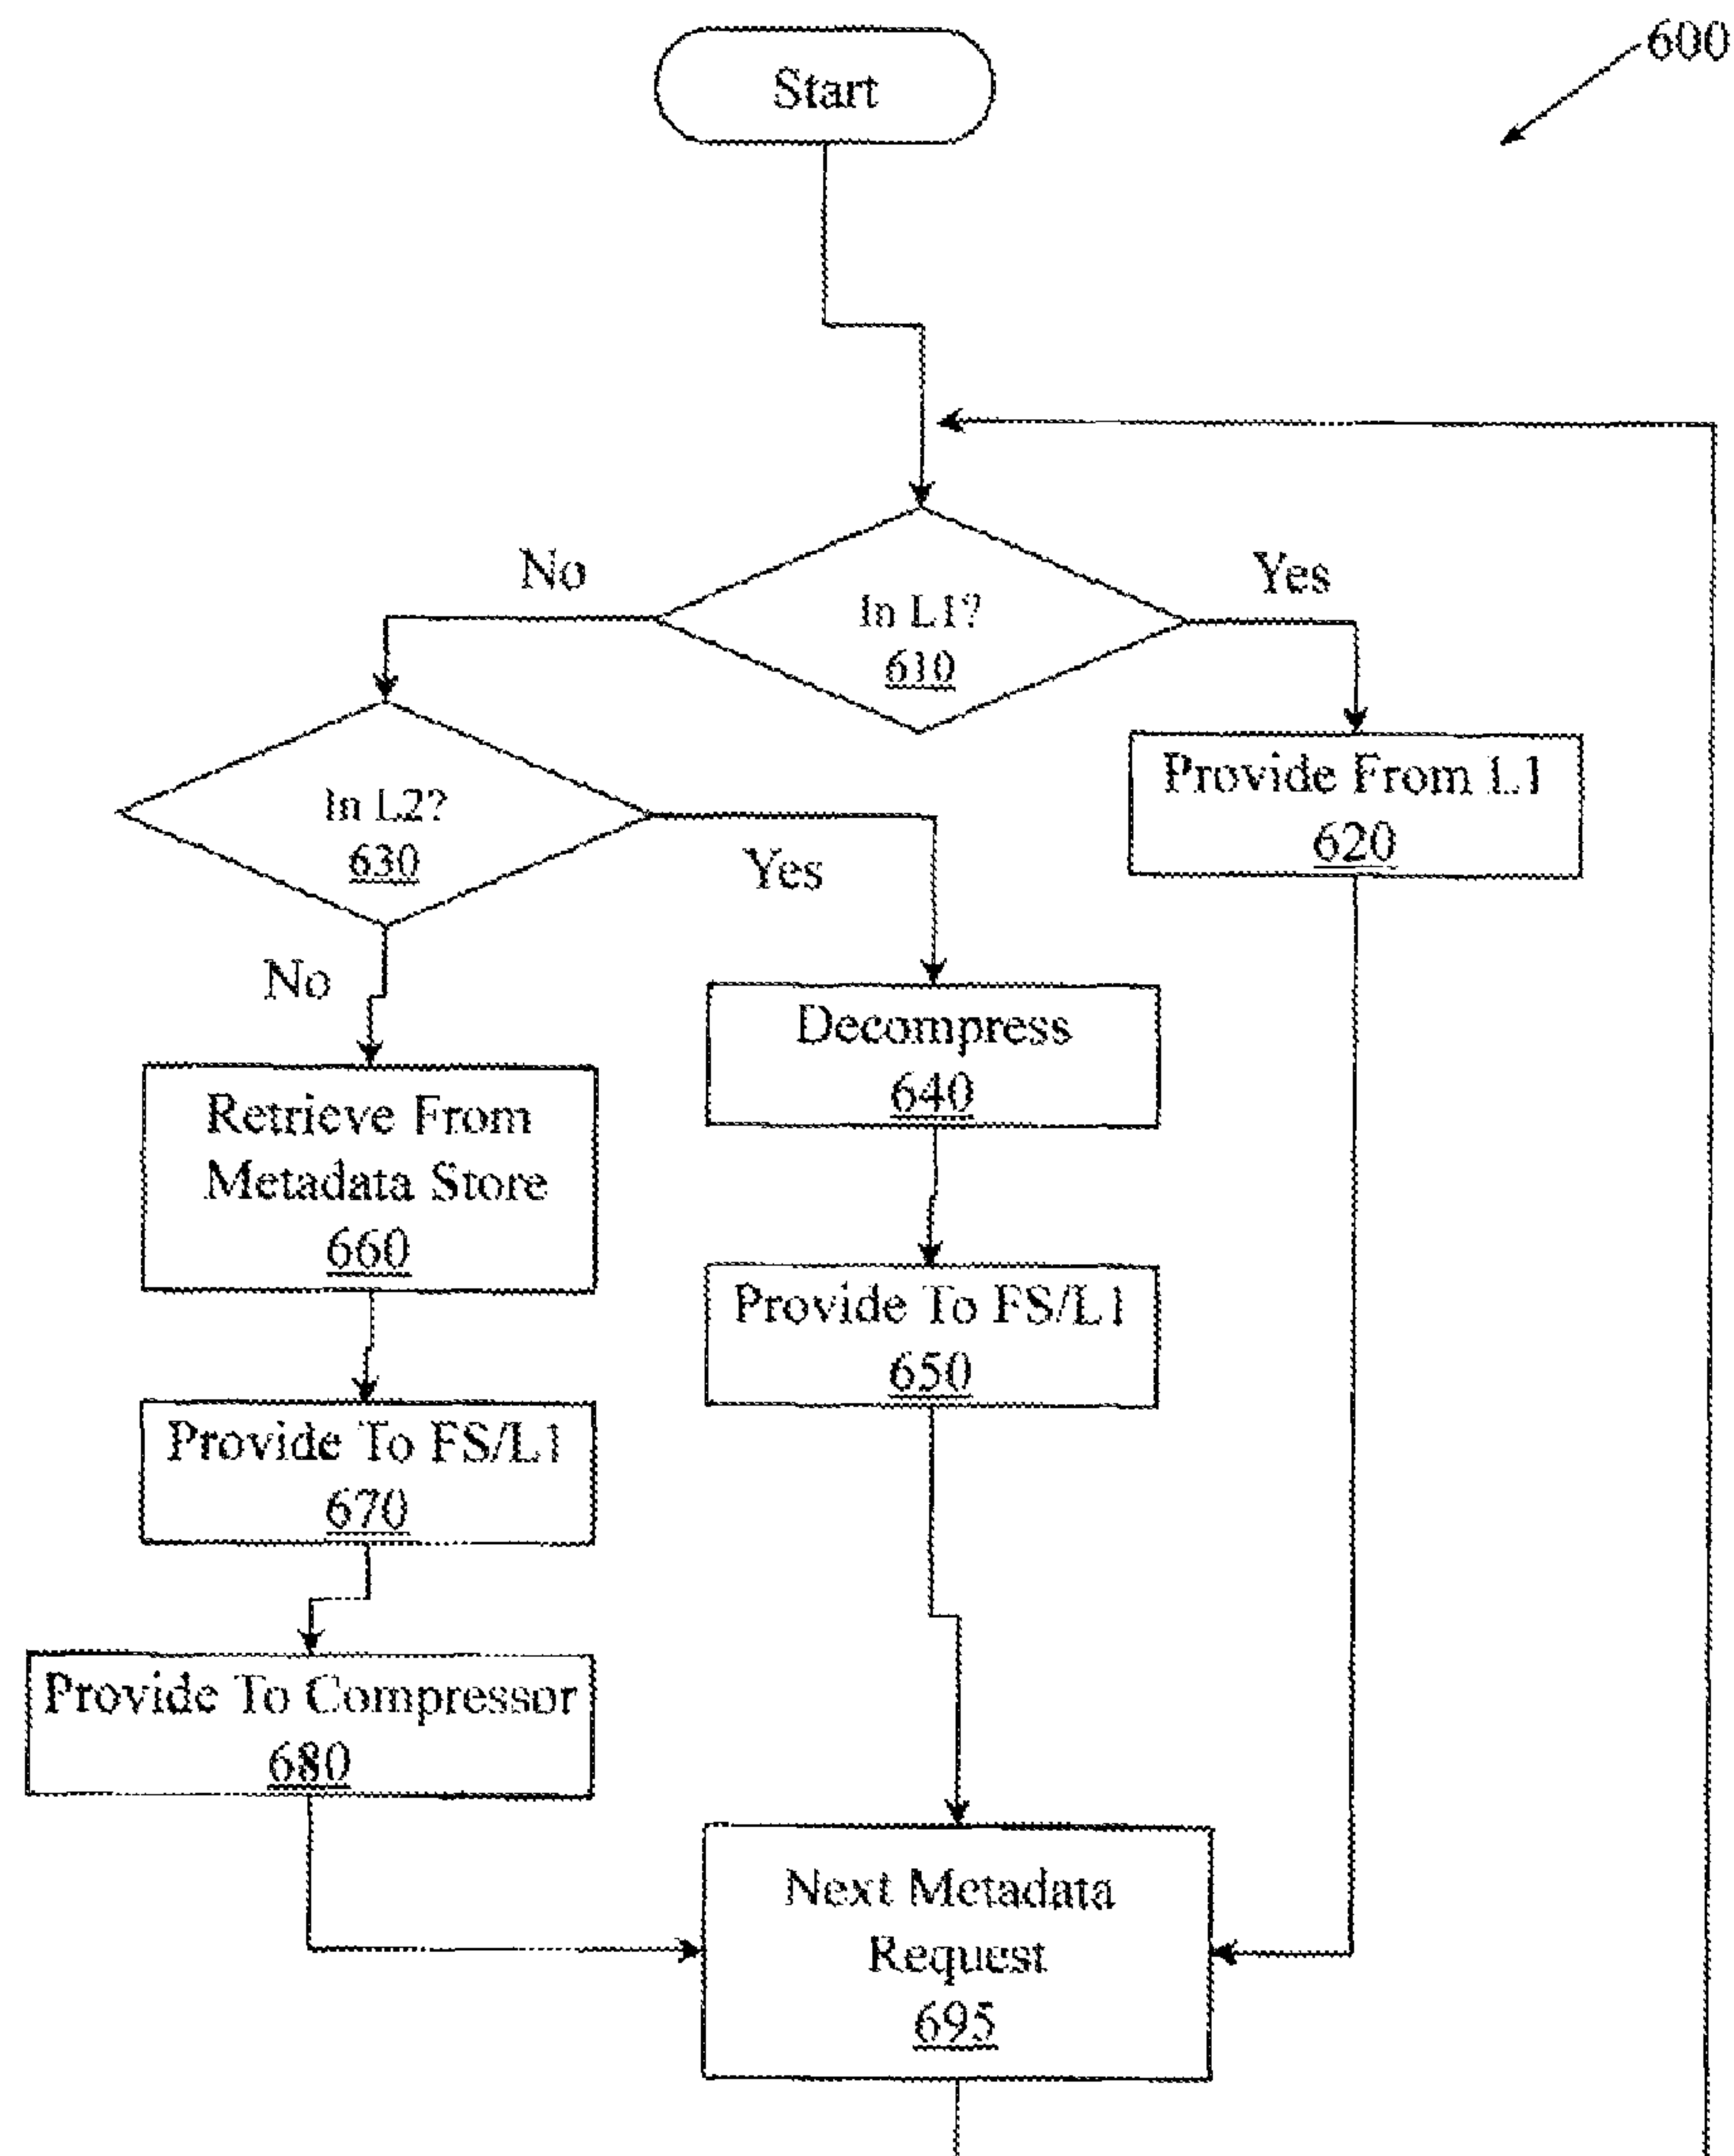 600
Start
No
Yes
In L1?
610
Provide From L1
620
In L2?
630
Yes
No
Decompress
640
Retrieve From
Metadata Store
660
Provide To FS/L1
650
Provide To FS/L1
670
Provide To Compressor
680
Next Metadata
Request
695